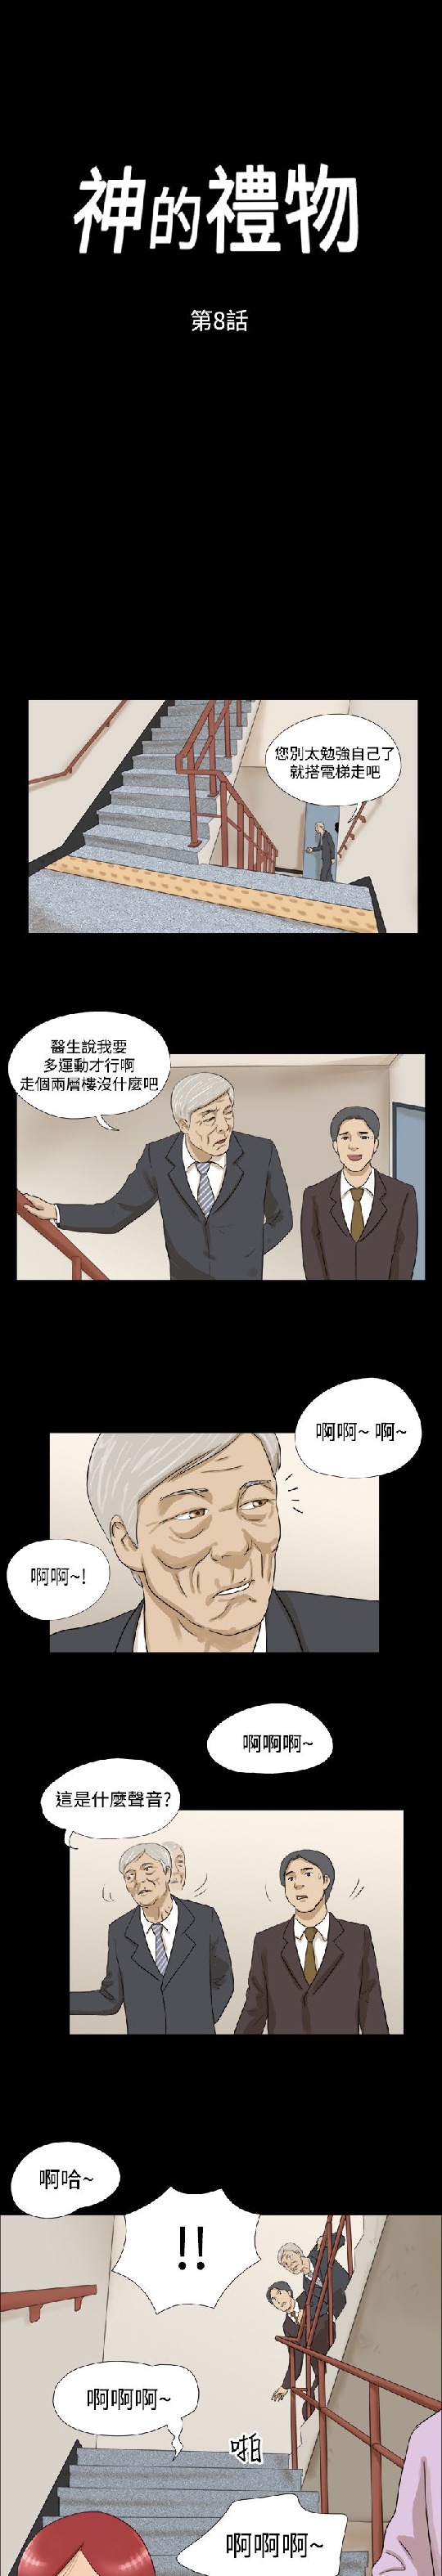 神的禮物
第8話
您別太勉強自己了
就搭電梯走吧
醫生說我要
多運動才行啊
走個兩層樓沒什麼吧
啊啊~ 啊~
啊啊~!
啊啊啊~
這是什麼聲音?
啊哈~
!!
啊啊啊~
啪
啊啊啊~